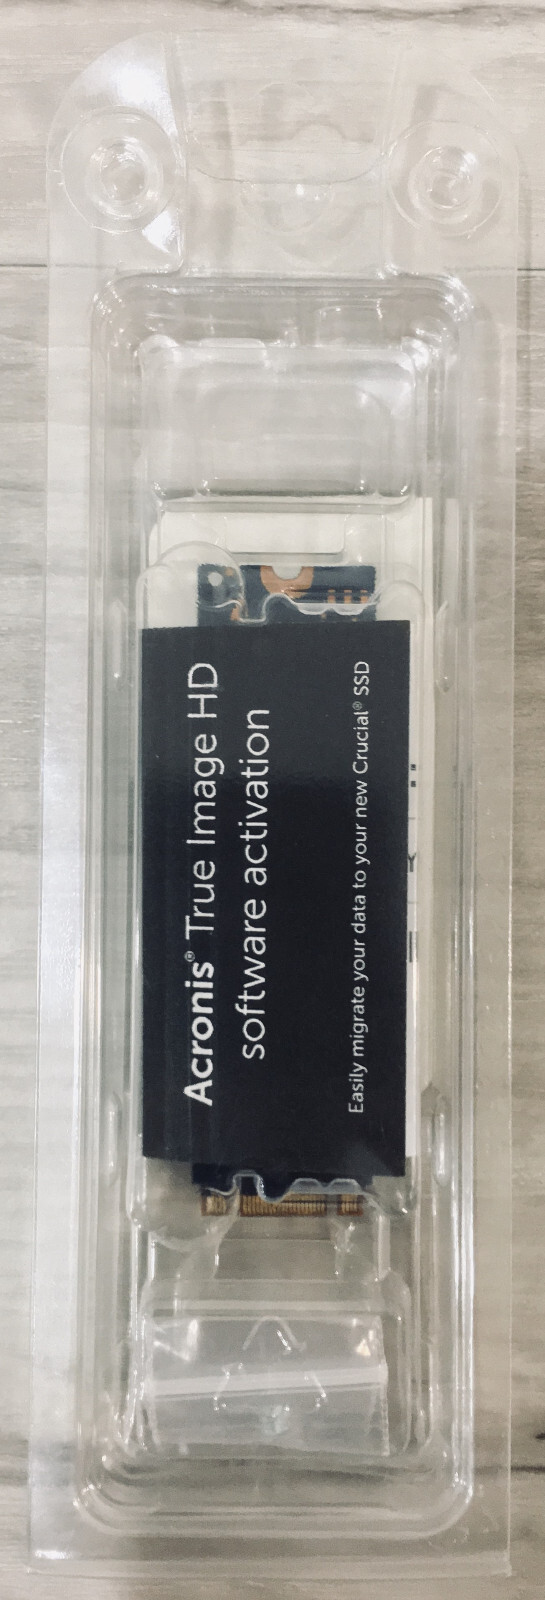 Acronis® True Image HD
software activation
Easily migrate your data to your new Crucial® SSD
Y